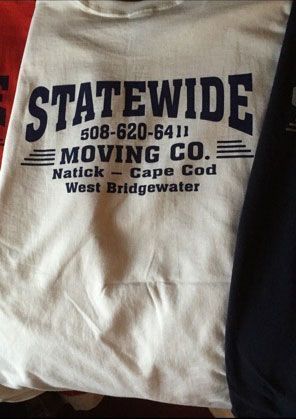 STATEWIDE
508-620-6411
MOVING CO.
Natick — Cape Cod
West Bridgewater